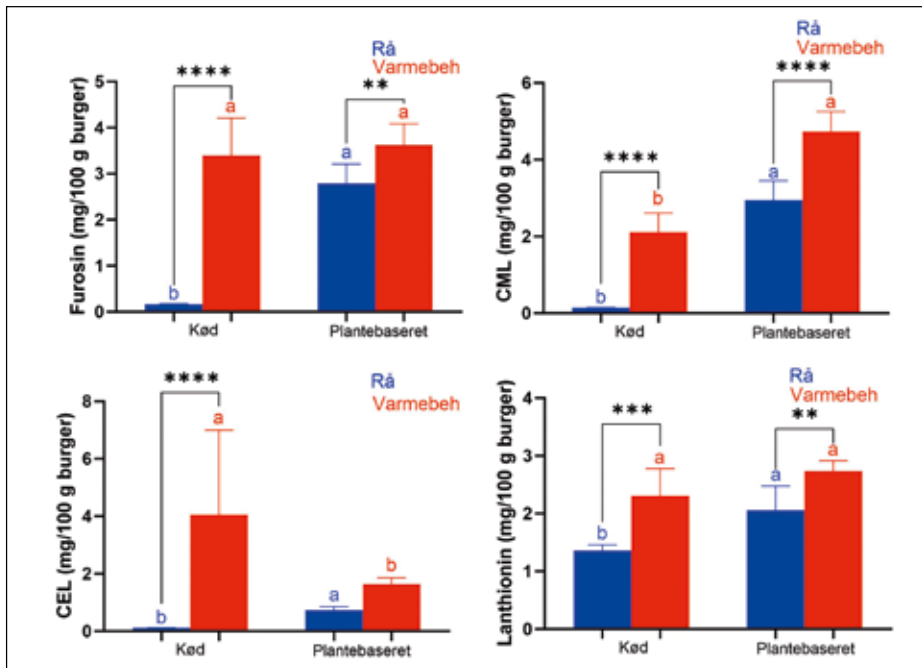 Rå
Varmebeh
Furosin (mg/100 g burger)
5
4
3
2
1
0
****
**
b
a
a
a
Kød
Plantebaseret
Rå
Varmebeh
CML (mg/100 g burger)
6
4
2
0
****
****
b
b
a
a
Kød
Plantebaseret
Rå
Varmebeh
CEL (mg/100 g burger)
8
6
4
2
0
****
b
a
a
b
Kød
Plantebaseret
Rå
Varmebeh
Lanthionin (mg/100 g burger)
4
3
2
1
0
***
**
b
a
a
a
Kød
Plantebaseret